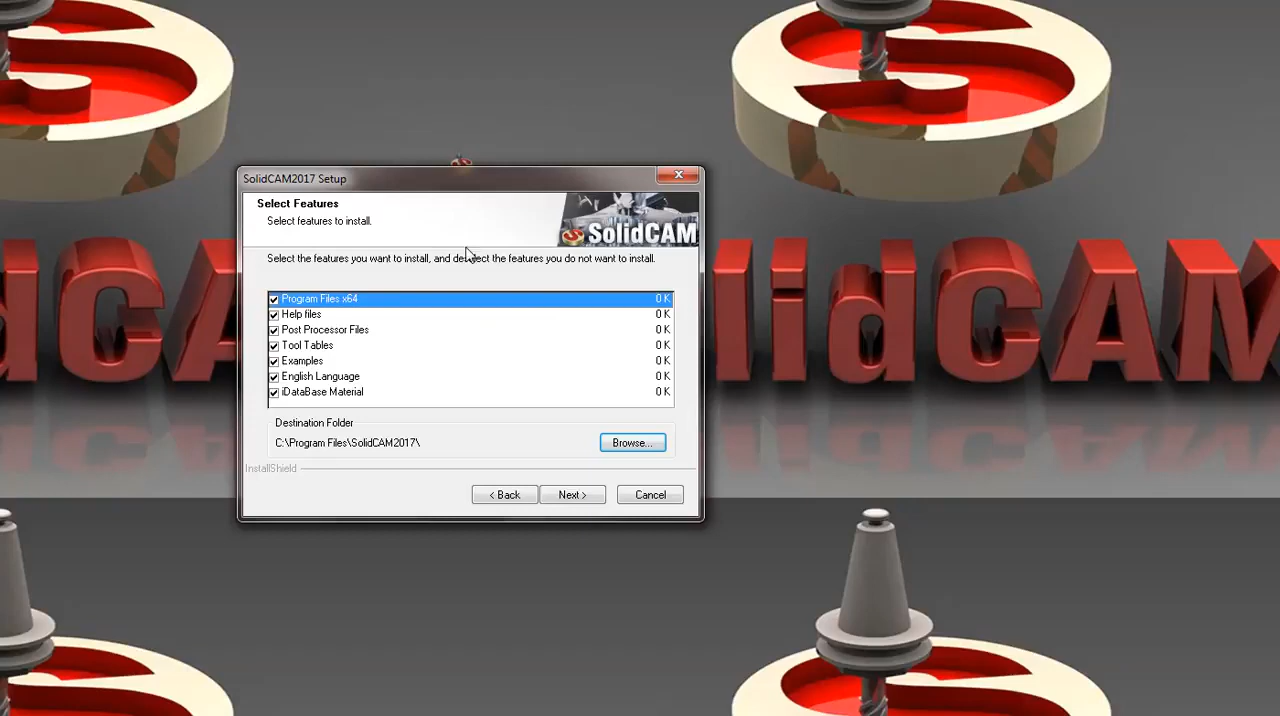 SolidCAM2017 Setup
Select Features
Select features to install.
SolidCAM
Select the features you want to install, and deselect the features you do not want to install.
Program Files x64 0 K
Help files 0 K
Post Processor Files 0 K
Tool Tables 0 K
Examples 0 K
English Language 0 K
iDataBase Material 0 K
Destination Folder
C:\Program Files\SolidCAM2017\
Browse...
InstallShield
< Back
Next >
Cancel
dCA
lidCAM